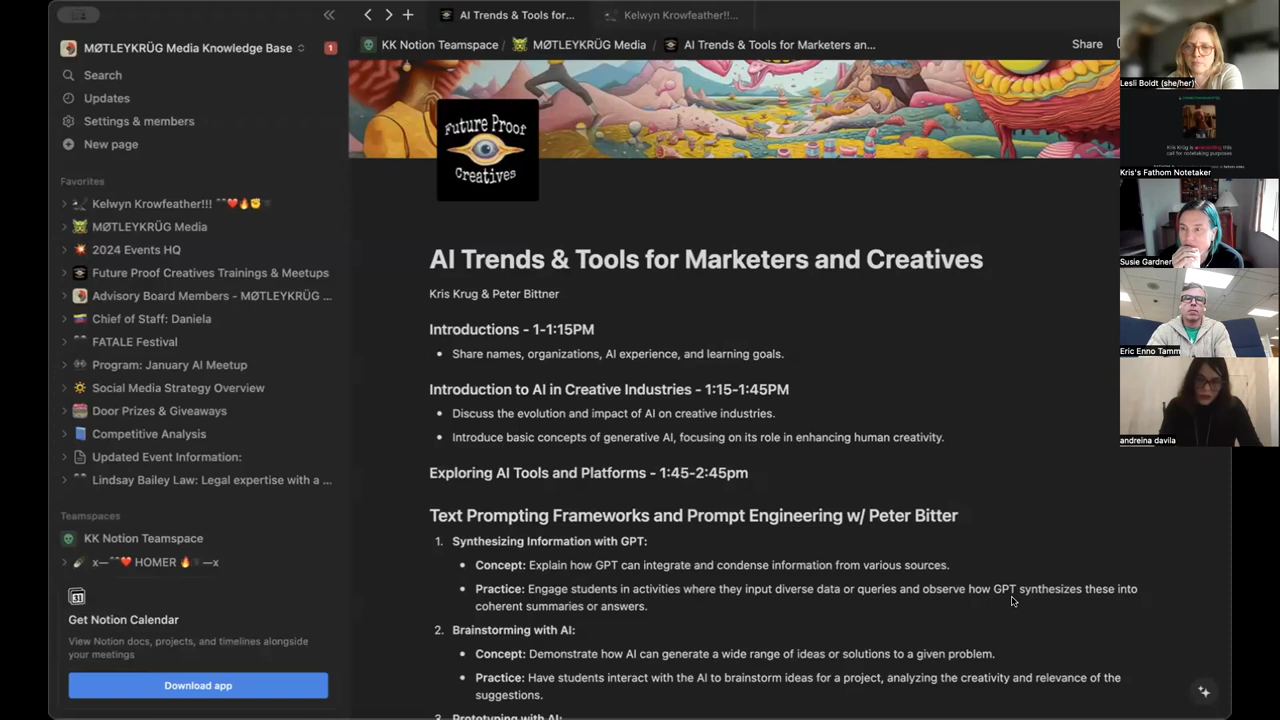 MØTLEYKRÜG Media Knowledge Base
1
Search
Updates
Settings & members
New page
Favorites
Kelwyn Krowfeather!!!
MØTLEYKRÜG Media
2024 Events HQ
Future Proof Creatives Trainings & Meetups
Advisory Board Members - MØTLEYKRÜG ...
Chief of Staff: Daniela
FATALE Festival
Program: January AI Meetup
Social Media Strategy Overview
Door Prizes & Giveaways
Competitive Analysis
Updated Event Information:
Lindsay Bailey Law: Legal expertise with a ...
Teamspaces
KK Notion Teamspace
x—❤️ HOMER 🔥 —x
31
Get Notion Calendar
View Notion docs, projects, and timelines alongside
your meetings
Download app
AI Trends & Tools for...
Kelwyn Krowfeather!!...
KK Notion Teamspace / MØTLEYKRÜG Media / AI Trends & Tools for Marketers an...
Share
Future Proof
Creatives
AI Trends & Tools for Marketers and Creatives
Kris Krug & Peter Bittner
Introductions - 1-1:15PM
• Share names, organizations, AI experience, and learning goals.
Introduction to AI in Creative Industries - 1:15-1:45PM
• Discuss the evolution and impact of AI on creative industries.
• Introduce basic concepts of generative AI, focusing on its role in enhancing human creativity.
Exploring AI Tools and Platforms - 1:45-2:45pm
Text Prompting Frameworks and Prompt Engineering w/ Peter Bitter
1. Synthesizing Information with GPT:
• Concept: Explain how GPT can integrate and condense information from various sources.
• Practice: Engage students in activities where they input diverse data or queries and observe how GPT synthesizes these into
coherent summaries or answers.
2. Brainstorming with AI:
• Concept: Demonstrate how AI can generate a wide range of ideas or solutions to a given problem.
• Practice: Have students interact with the AI to brainstorm ideas for a project, analyzing the creativity and relevance of the
suggestions.
3. Prototyping with AI:
Lesli Boldt (she/her)
Kris Krüg is recording this
call for notetaking purposes
Kris's Fathom Notetaker
Susie Gardner
Eric Enno Tamm
andreina davila